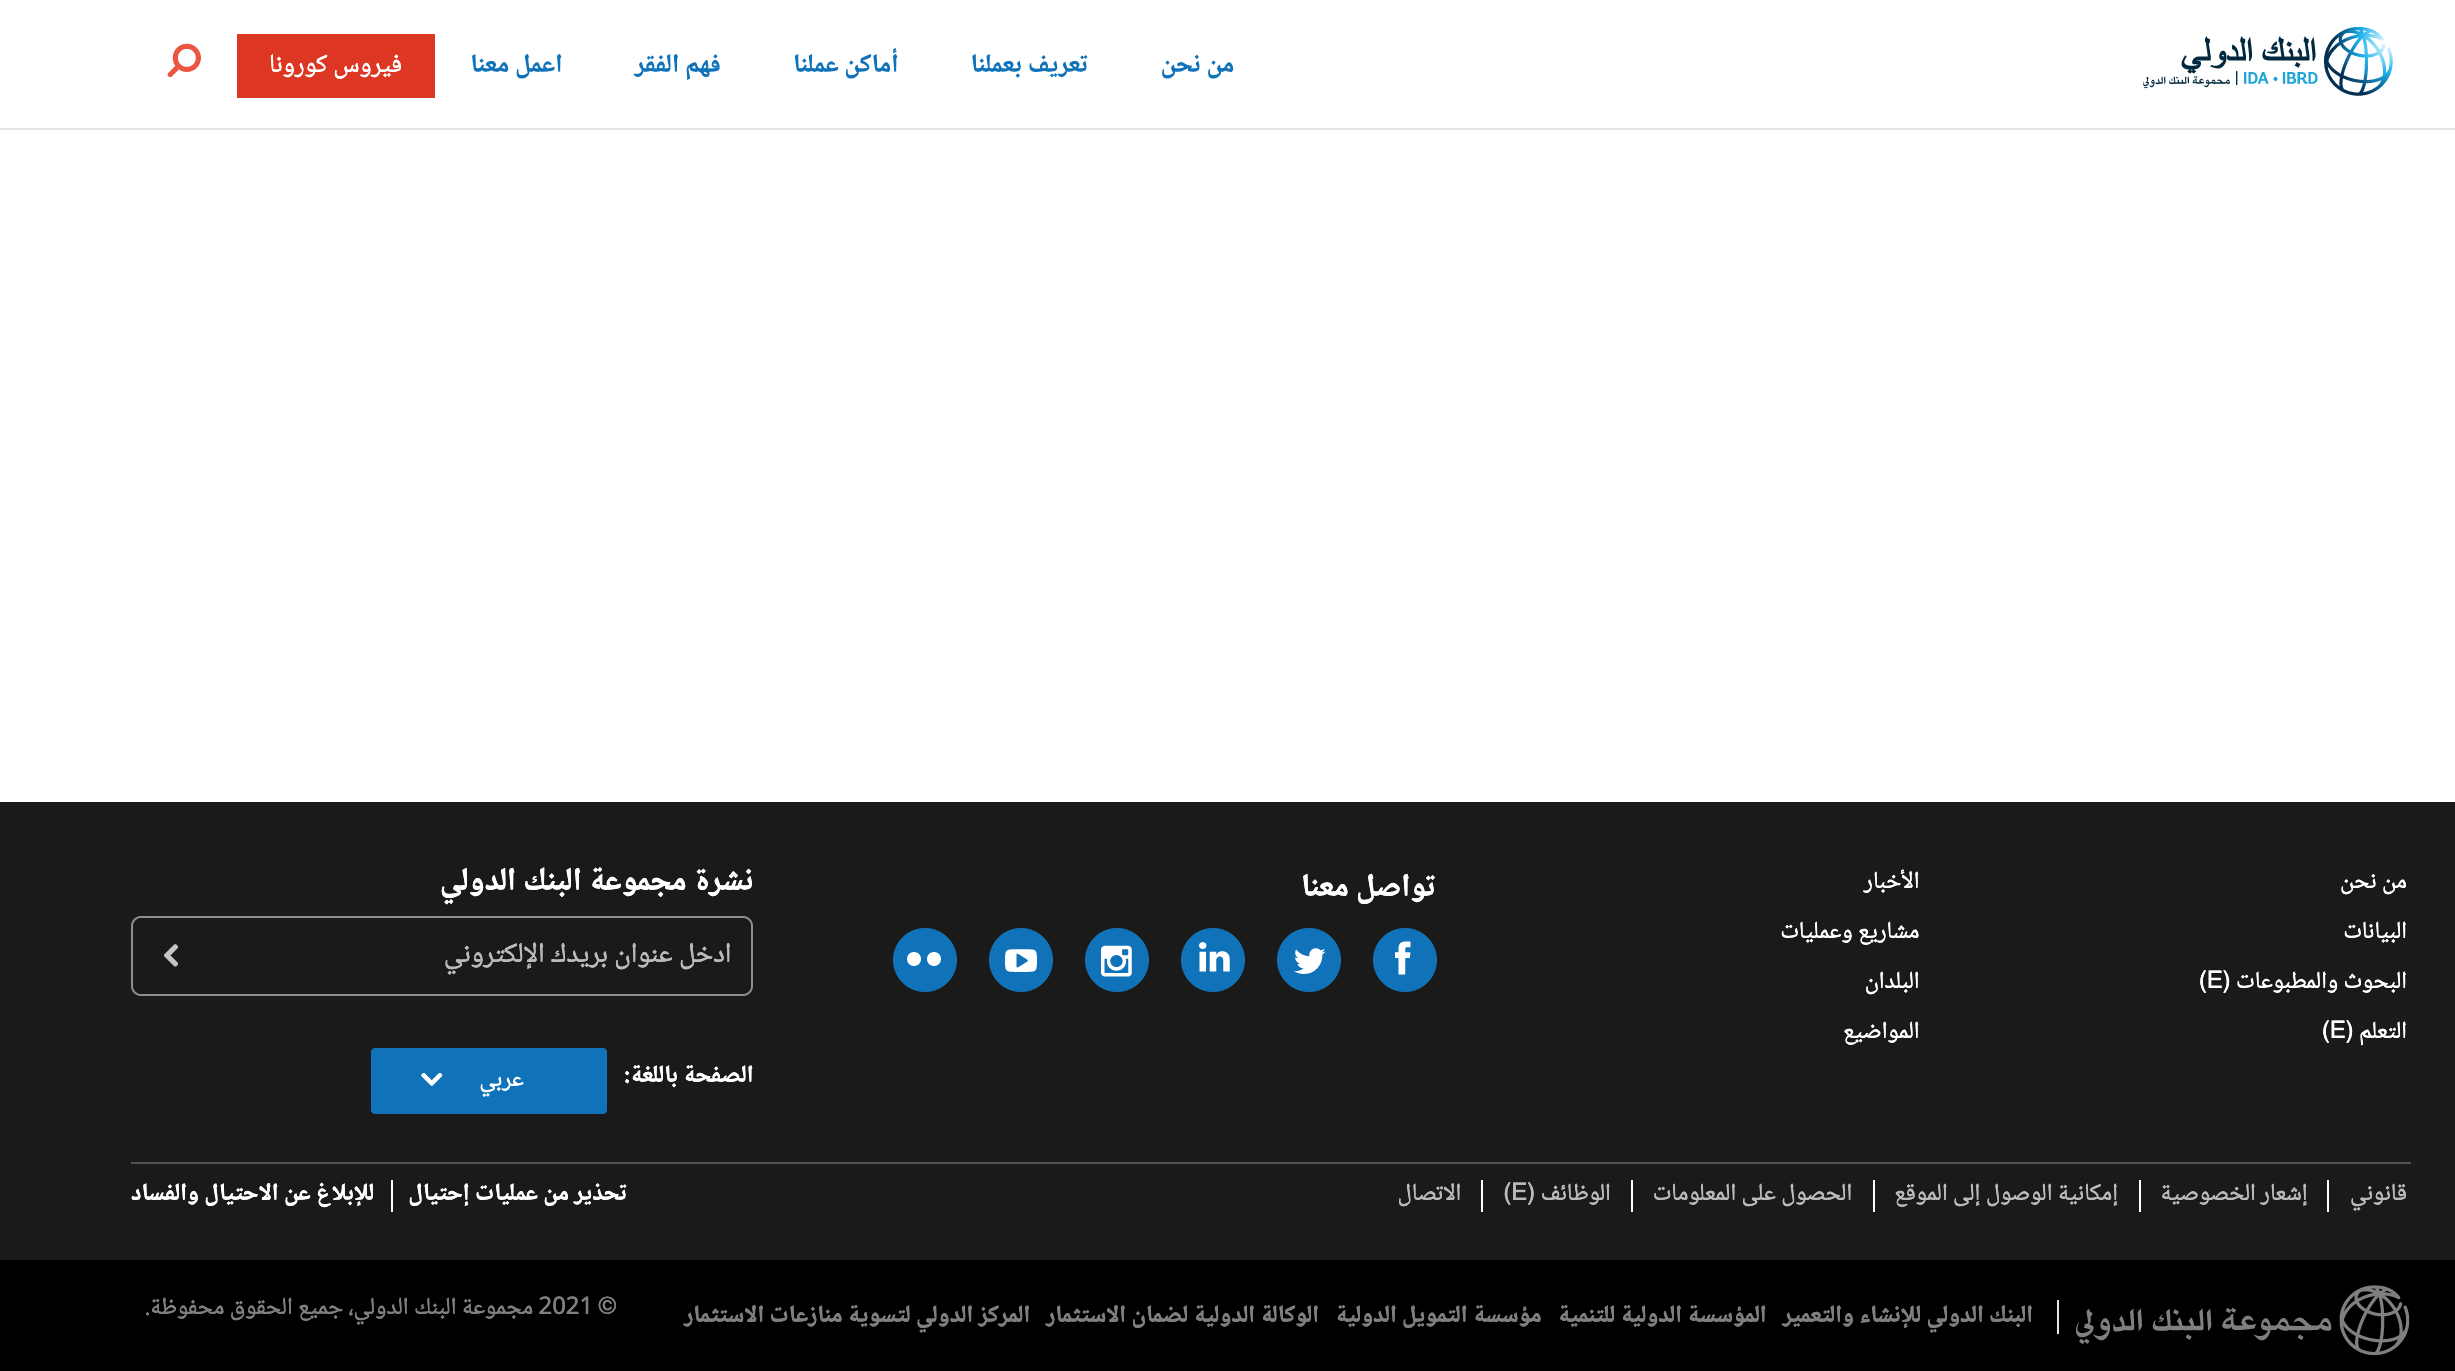 البنك الدولي
IDA • IBRD | مجموعة البنك الدولي
من نحن
تعريف بعملنا
أماكن عملنا
فهم الفقر
اعمل معنا
فيروس كورونا
من نحن
البيانات
البحوث والمطبوعات (E)
التعلم (E)
الأخبار
مشاريع وعمليات
البلدان
المواضيع
تواصل معنا
نشرة مجموعة البنك الدولي
ادخل عنوان بريدك الإلكتروني
الصفحة باللغة:
عربي
قانوني | إشعار الخصوصية | إمكانية الوصول إلى الموقع | الحصول على المعلومات | الوظائف (E) | الاتصال
تحذير من عمليات إحتيال | للإبلاغ عن الاحتيال والفساد
مجموعة البنك الدولي | البنك الدولي للإنشاء والتعمير المؤسسة الدولية للتنمية مؤسسة التمويل الدولية الوكالة الدولية لضمان الاستثمار المركز الدولي لتسوية منازعات الاستثمار
© 2021 مجموعة البنك الدولي، جميع الحقوق محفوظة.